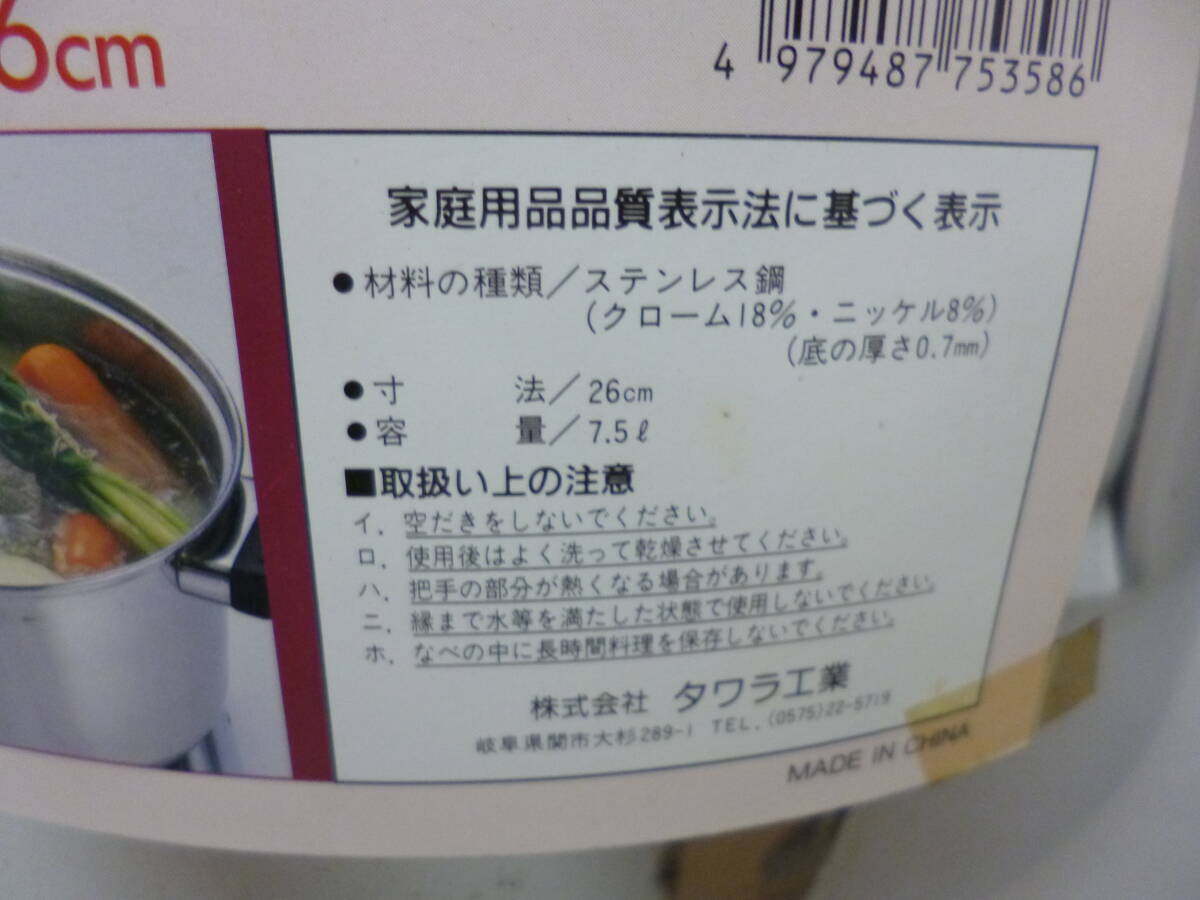 6cm
4 979487 753586
家庭用品品質表示法に基づく表示
●材料の種類/ステンレス鋼
(クローム18%・ニッケル8%)
(底の厚さ0.7mm)
●寸 法/26cm
●容 量/7.5ℓ
■取扱い上の注意
イ. 空だきをしないでください。
ロ. 使用後はよく洗って乾燥させてください。
ハ. 把手の部分が熱くなる場合があります。
ニ. 縁まで水等を満たした状態で使用しないでください。
ホ. なべの中に長時間料理を保存しないでください。
株式会社 タワラ工業
岐阜県関市大杉289-1 TEL.(0575)22-5719
MADE IN CHINA